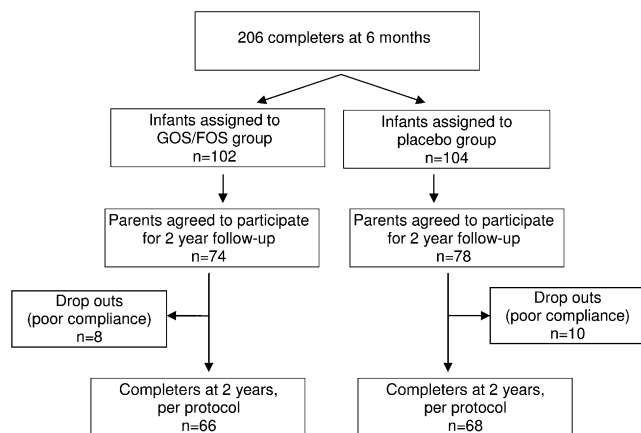 206 completers at 6 months
Infants assigned to
GOS/FOS group
n=102
Infants assigned to
placebo group
n=104
Parents agreed to participate
for 2 year follow-up
n=74
Parents agreed to participate
for 2 year follow-up
n=78
Drop outs
(poor compliance)
n=8
Drop outs
(poor compliance)
n=10
Completers at 2 years,
per protocol
n=66
Completers at 2 years,
per protocol
n=68